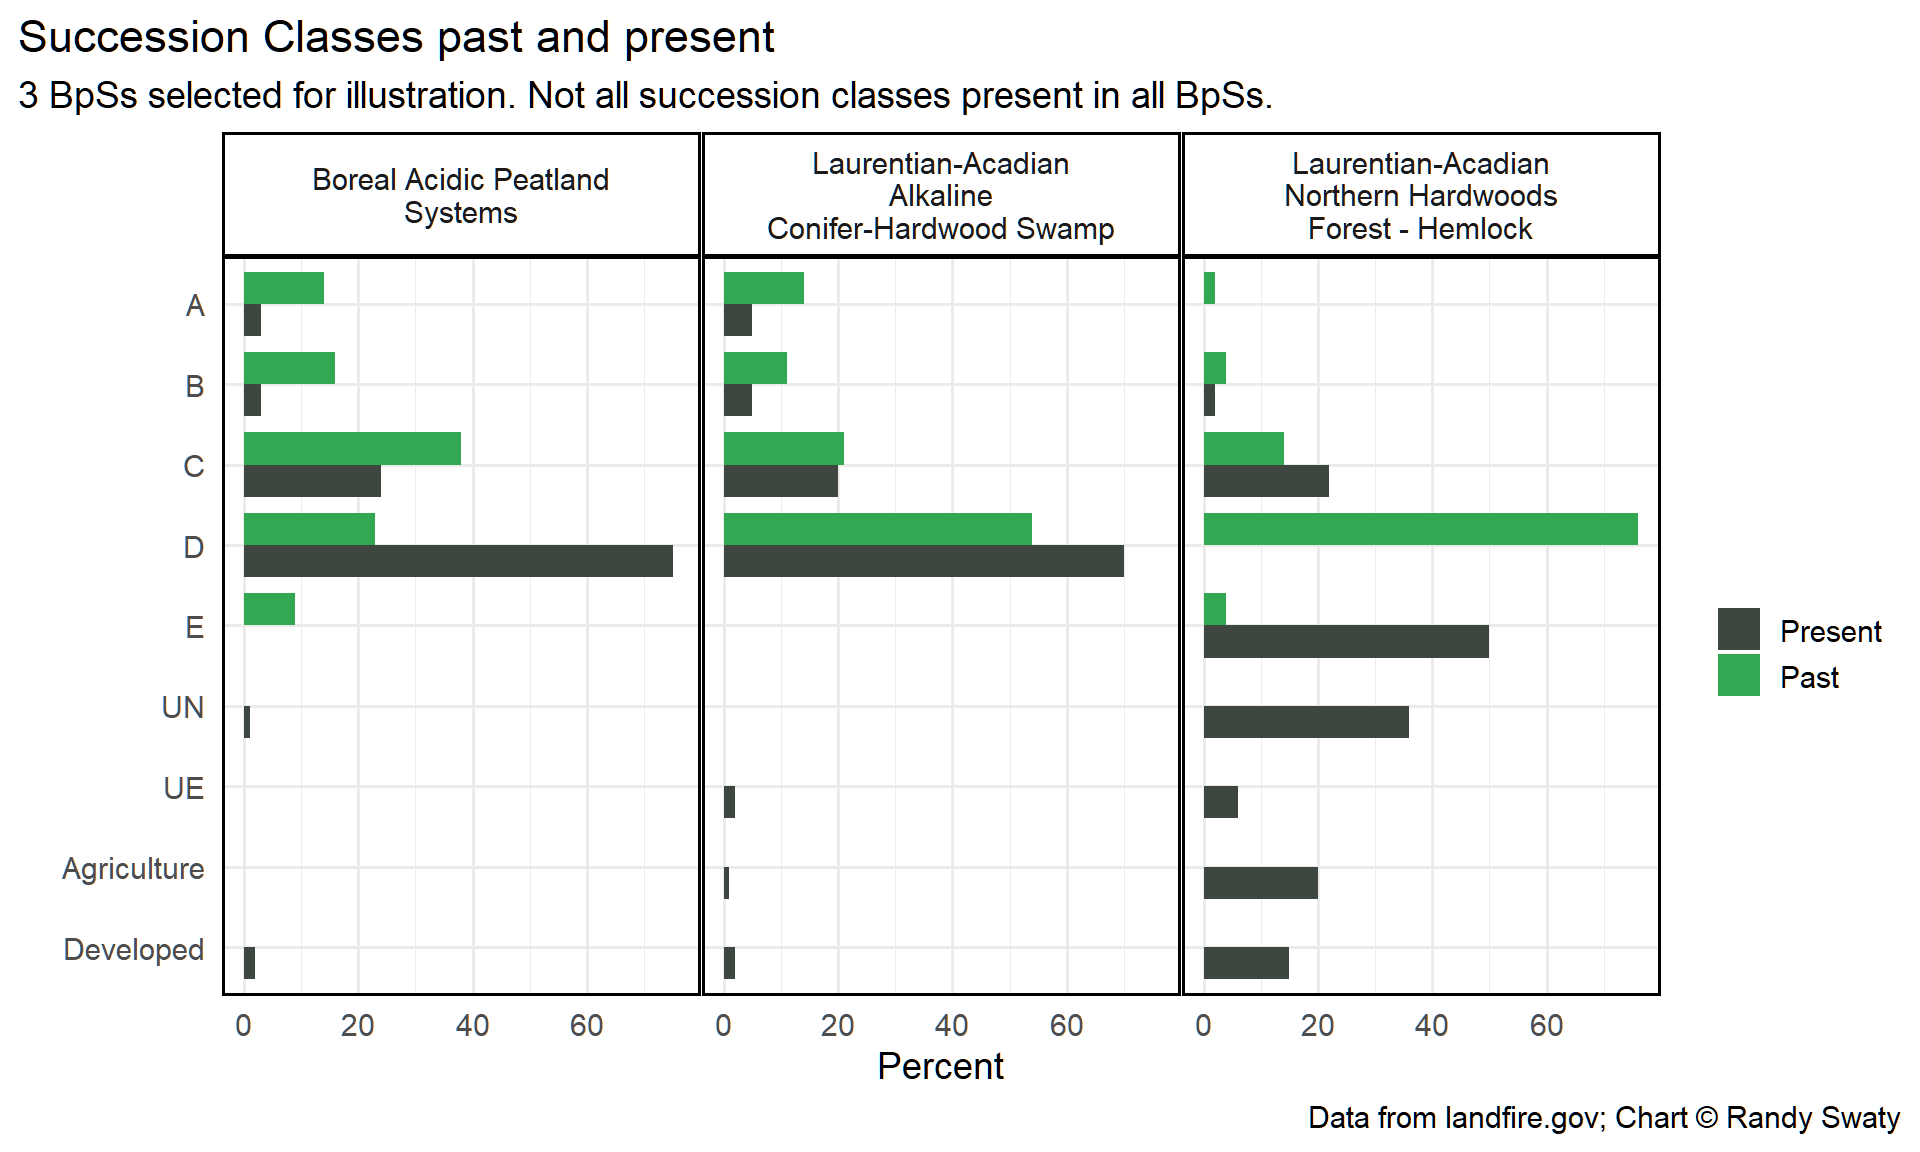 Succession Classes past and present
3 BpSs selected for illustration. Not all succession classes present in all BpSs.
Boreal Acidic Peatland
Systems
Laurentian-Acadian
Alkaline
Conifer-Hardwood Swamp
Laurentian-Acadian
Northern Hardwoods
Forest - Hemlock
A
B
C
D
E
UN
UE
Agriculture
Developed
0 20 40 60
0 20 40 60
0 20 40 60
Percent
Present
Past
Data from landfire.gov; Chart © Randy Swaty